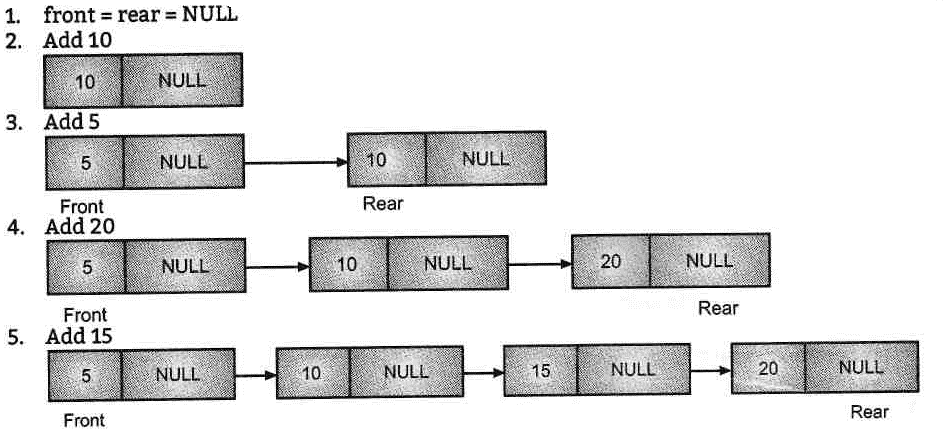 1. front = rear = NULL
2. Add 10
10 NULL
3. Add 5
5 NULL 10 NULL
Front Rear
4. Add 20
5 NULL 10 NULL 20 NULL
Front Rear
5. Add 15
5 NULL 10 NULL 15 NULL 20 NULL
Front Rear